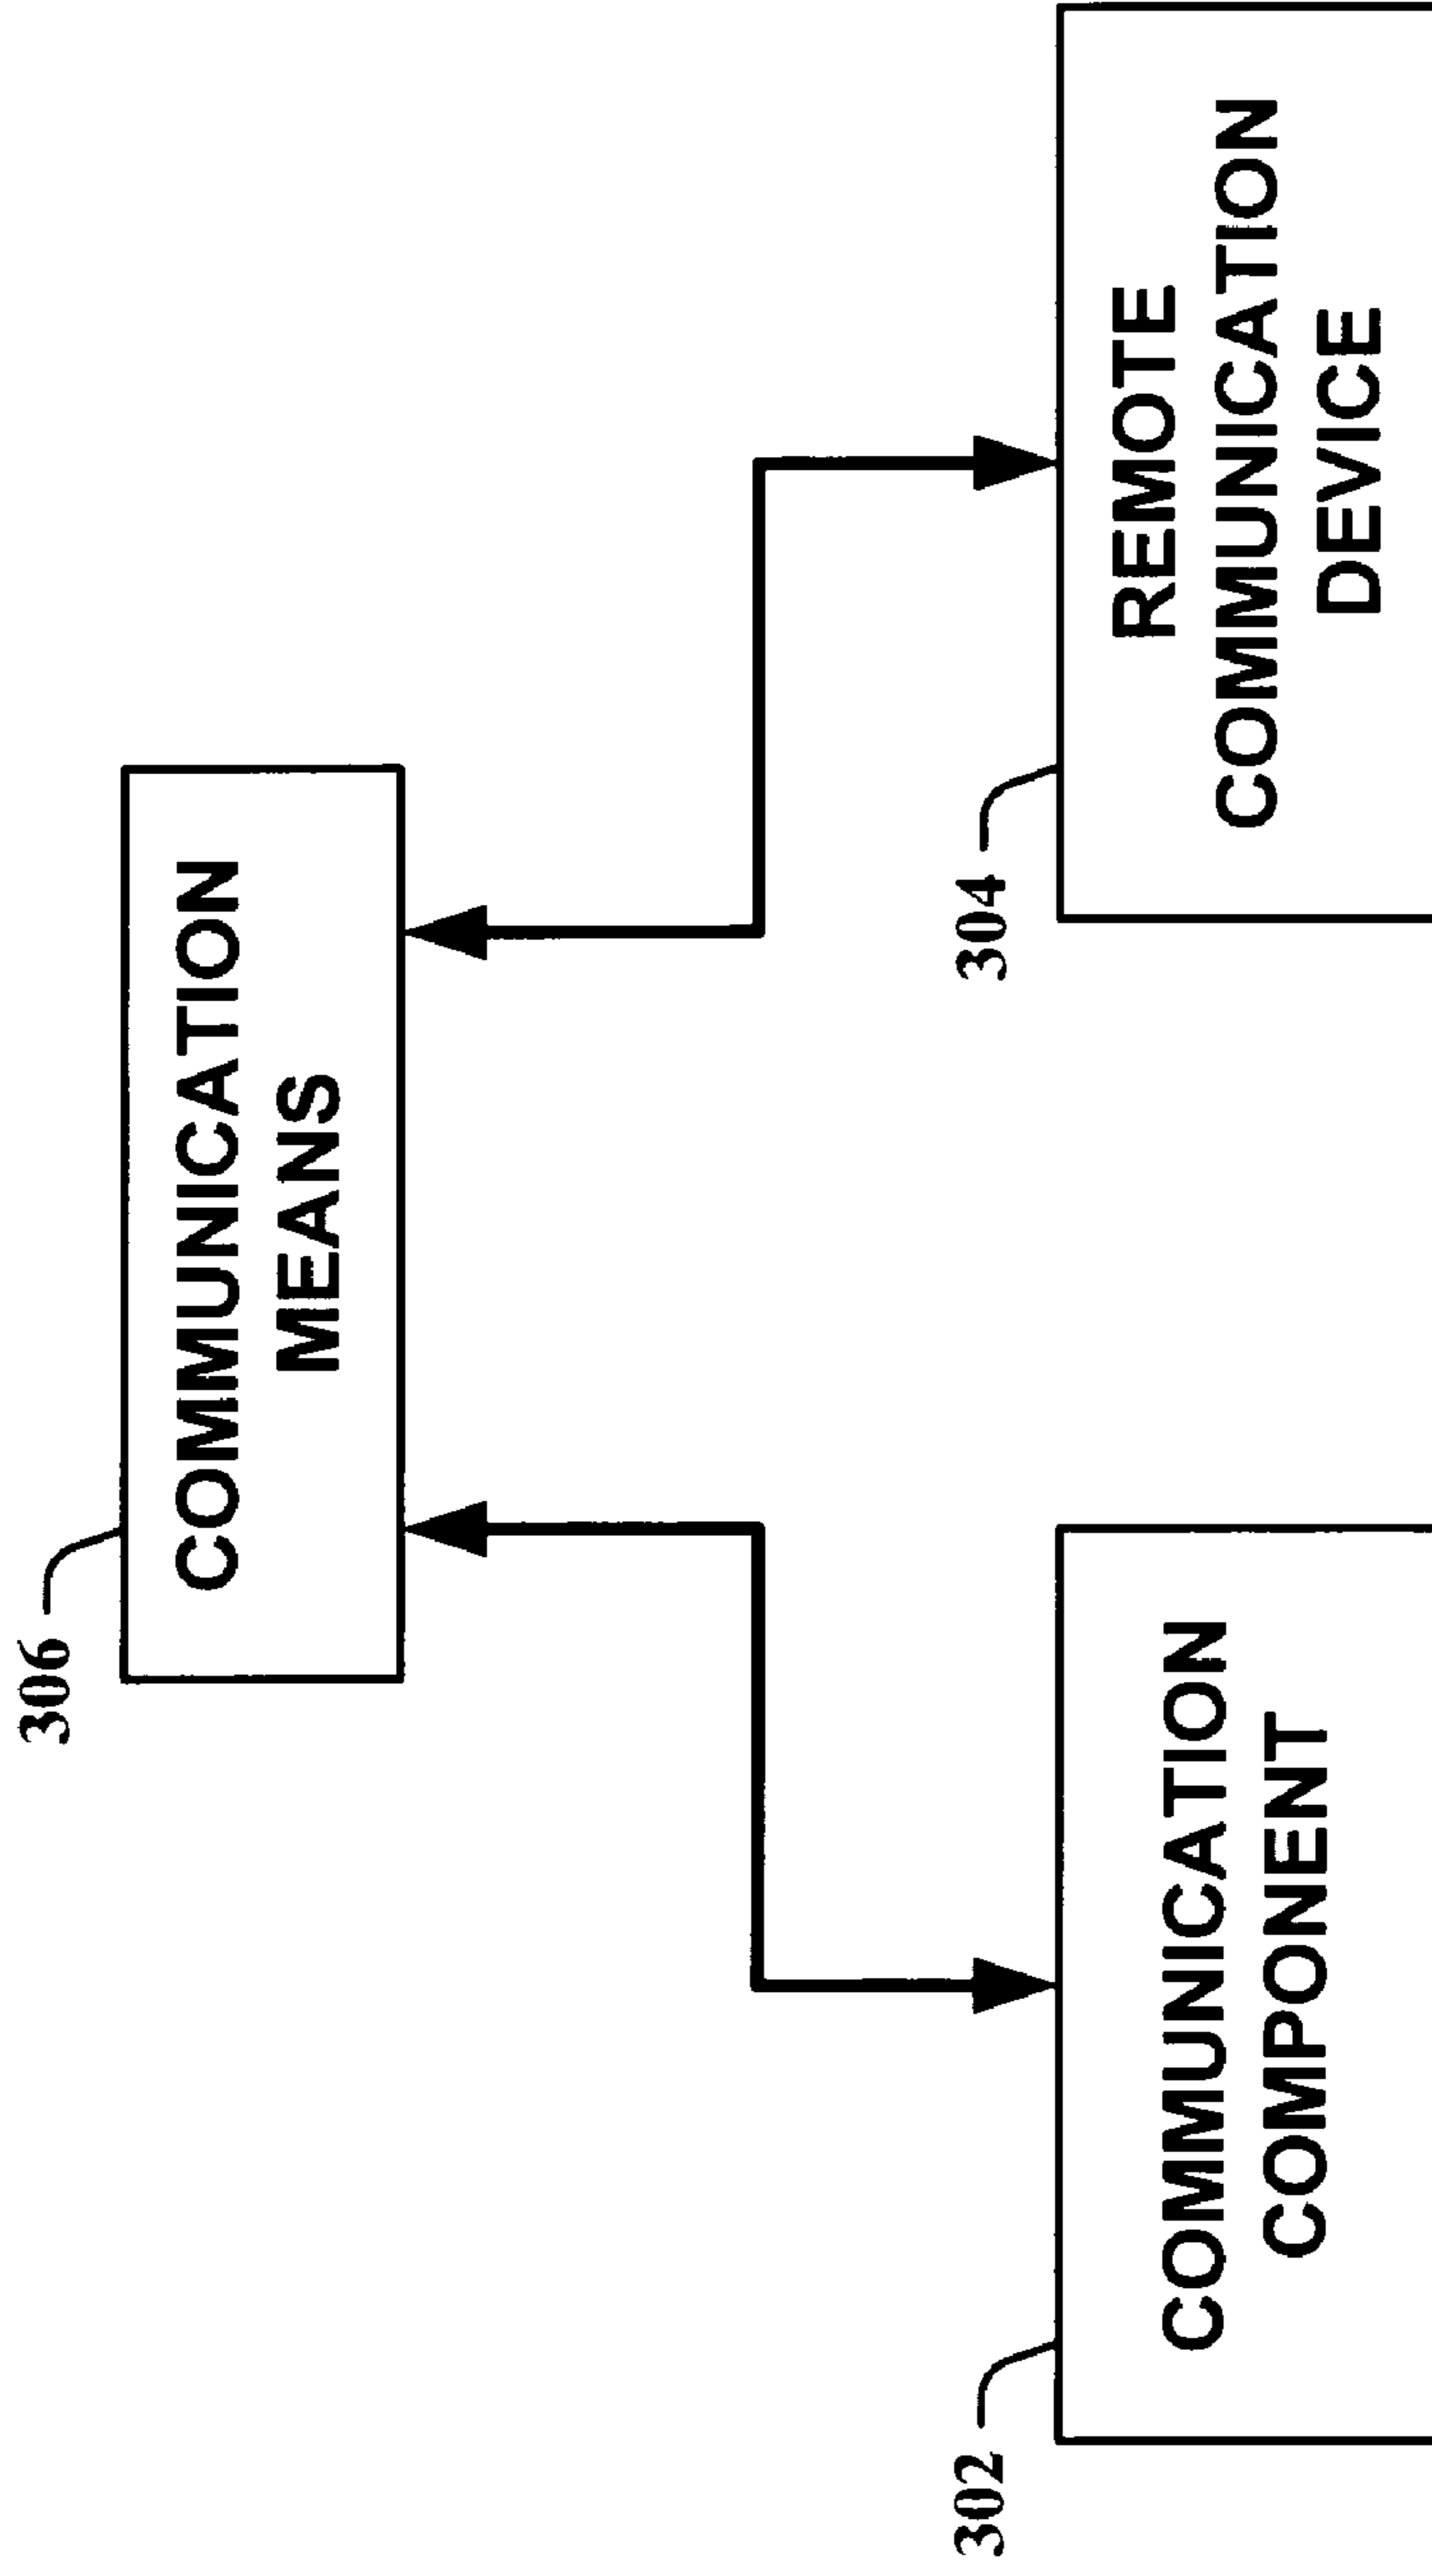 306
COMMUNICATION
MEANS
302
COMMUNICATION
COMPONENT
304
REMOTE
COMMUNICATION
DEVICE